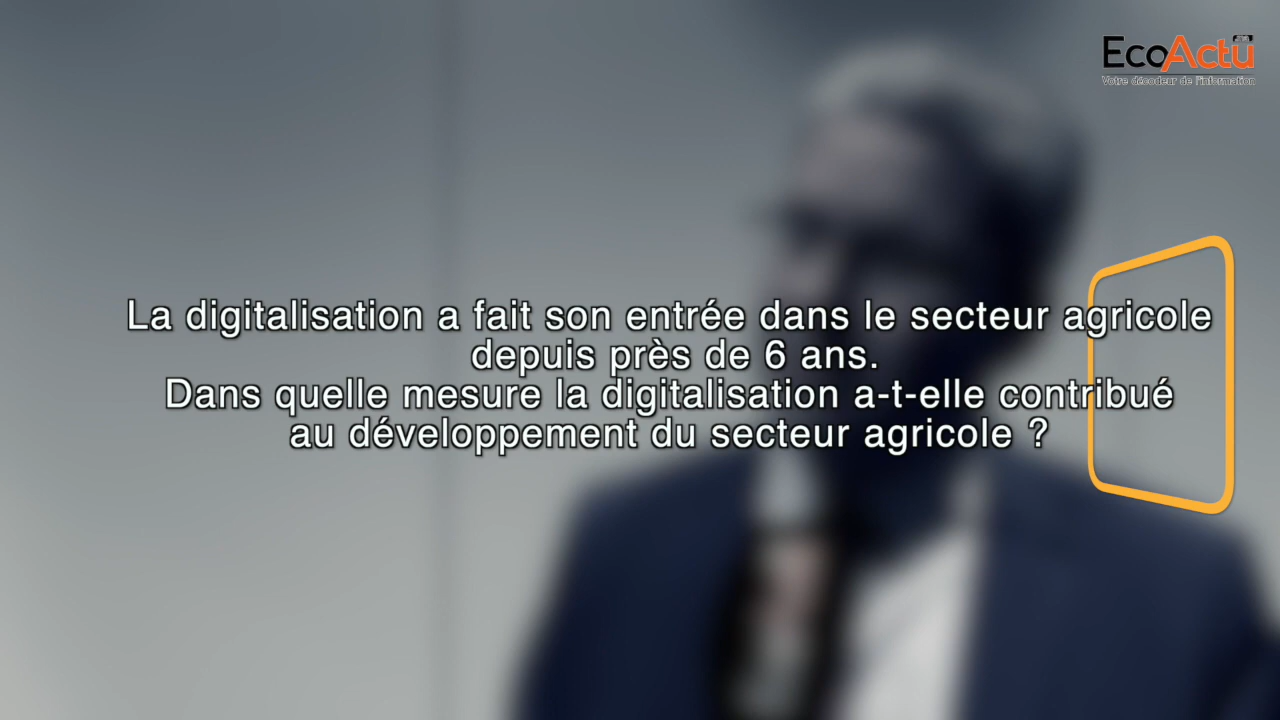 EcoActu
Votre décodeur de l'information
La digitalisation a fait son entrée dans le secteur agricole
depuis près de 6 ans.
Dans quelle mesure la digitalisation a-t-elle contribué
au développement du secteur agricole ?